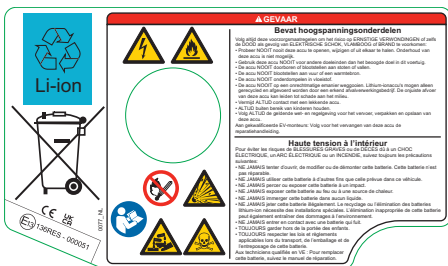 Li-ion
E13 136RES - 000051
0077_NL
GEVAAR
Bevat hoogspanningsonderdelen
Volg altijd deze voorzorgsmaatregelen om het risico op ERNSTIGE VERWONDINGEN of zelfs
de DOOD als gevolg van ELEKTRISCHE SCHOK, VLAMBOOG of BRAND te voorkomen:
• Probeer NOOIT deze accu te openen, wijzigen of uit elkaar te halen. Onderhoud van
deze accu is niet mogelijk.
• Gebruik deze accu NOOIT voor andere doeleinden dan het beoogde doel in dit voertuig.
• De accu NOOIT doorboren of blootstellen aan stoten of vallen.
• De accu NOOIT blootstellen aan vuur of een warmtebron.
• De accu NOOIT onderdompelen in vloeistof.
• De accu NOOIT op een onrechtmatige manier weggooien. Lithium-ionaccu's mogen alleen
gerecycled en afgevoerd worden door een erkend afvalverwerkingsbedrijf. De onjuiste afvoer
van deze accu kan leiden tot schade aan het milieu.
• Vermijd ALTIJD contact met een lekkende accu.
• ALTIJD buiten bereik van kinderen houden.
• Volg ALTIJD de geldende wet- en regelgeving voor het vervoer, verpakken en opslaan van
deze accu.
Aan gekwalificeerde EV-monteurs: Volg voor het vervangen van deze accu de
reparatiehandleiding.
Haute tension à l'intérieur
Pour éviter les risques de BLESSURES GRAVES ou de DÉCÈS dû à un CHOC
ÉLECTRIQUE, un ARC ÉLECTRIQUE ou un INCENDIE, suivez toujours les précautions
suivantes:
• NE JAMAIS tenter d'ouvrir, de modifier ou de démonter cette batterie. Cette batterie n'est
pas réparable.
• NE JAMAIS utiliser cette batterie à d'autres fins que celle prévue dans ce véhicule.
• NE JAMAIS percer ou exposer cette batterie à un impact.
• NE JAMAIS exposer cette batterie au feu ou à une source de chaleur.
• NE JAMAIS immerger cette batterie dans aucun liquide.
• NE JAMAIS jeter cette batterie illégalement. Le recyclage ou l'élimination des batteries
lithium-ion nécessite des installations spéciales. L'élimination inappropriée de cette batterie
peut également entraîner des dommages à l'environnement.
• NE JAMAIS entrer en contact avec une batterie qui fuit.
• TOUJOURS garder hors de la portée des enfants.
• TOUJOURS respecter les lois et règlements
applicables lors du transport, de l'emballage et de
l'entreposage de cette batterie.
Aux techniciens qualifiés en VE : Pour remplacer
cette batterie, suivez le manuel de réparation.